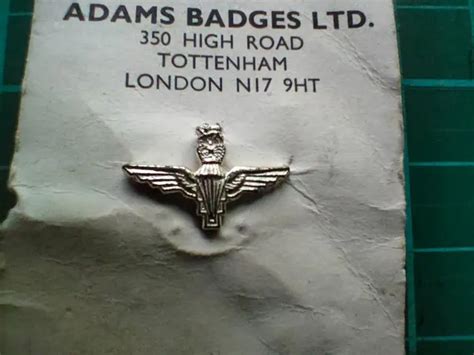 ADAMS BADGES LTD.
350 HIGH ROAD
TOTTENHAM
LONDON N17 9HT